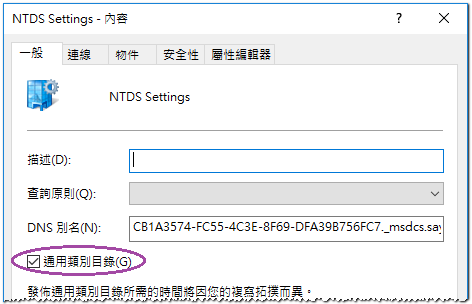 NTDS Settings - 內容
一般
連線
物件
安全性
屬性編輯器
NTDS Settings
描述(D):
查詢原則(Q):
DNS 別名(N):
CB1A3574-FC55-4C3E-8F69-DFA39B756FC7._msdcs.say
通用類別目錄(G)
發佈通用類別目錄所需的時間將因您的複寫拓撲而異。